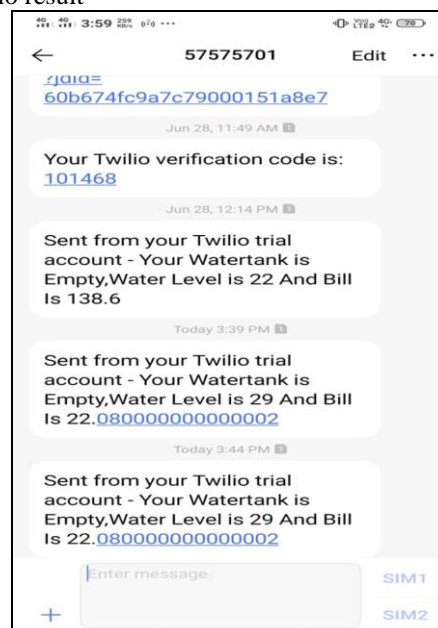 no result
3:59
57575701 Edit ...
?jdid=
60b674fc9a7c79000151a8e7
Jun 28, 11:49 AM
Your Twilio verification code is:
101468
Jun 28, 12:14 PM
Sent from your Twilio trial
account - Your Watertank is
Empty,Water Level is 22 And Bill
Is 138.6
Today 3:39 PM
Sent from your Twilio trial
account - Your Watertank is
Empty,Water Level is 29 And Bill
Is 22.080000000000002
Today 3:44 PM
Sent from your Twilio trial
account - Your Watertank is
Empty,Water Level is 29 And Bill
Is 22.080000000000002
Enter message
SIM1
SIM2